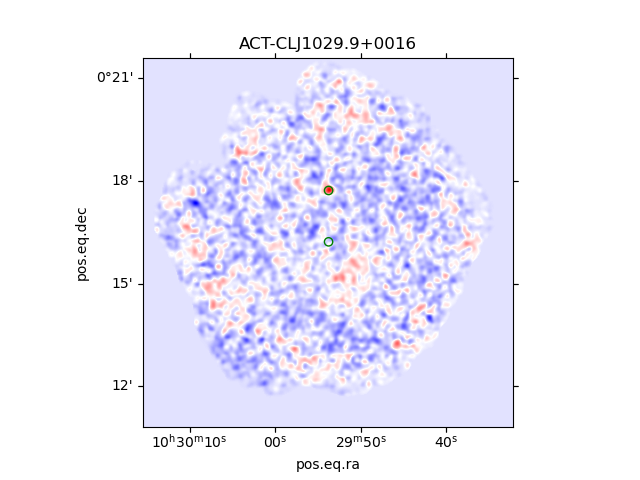 ACT-CLJ1029.9+0016
0°21'
18'
15'
12'
pos.eq.dec
10ʰ30ᵐ10ˢ 00ˢ 29ᵐ50ˢ 40ˢ
pos.eq.ra